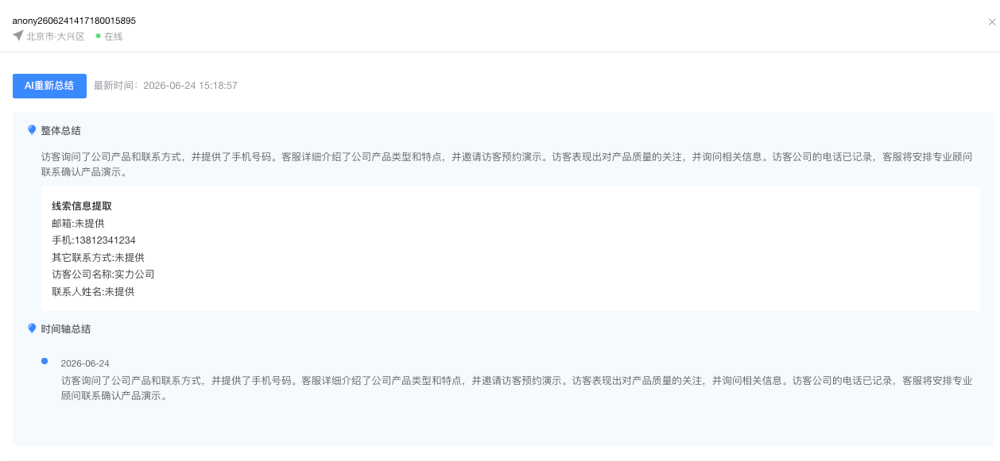 anony2606241417180015895
北京市·大兴区 在线
AI重新总结 最新时间：2026-06-24 15:18:57
整体总结
访客询问了公司产品和联系方式，并提供了手机号码。客服详细介绍了公司产品类型和特点，并邀请访客预约演示。访客表现出对产品质量的关注，并询问相关信息。访客公司的电话已记录，客服将安排专业顾问
联系确认产品演示。
线索信息提取
邮箱:未提供
手机:13812341234
其它联系方式:未提供
访客公司名称:实力公司
联系人姓名:未提供
时间轴总结
2026-06-24
访客询问了公司产品和联系方式，并提供了手机号码。客服详细介绍了公司产品类型和特点，并邀请访客预约演示。访客表现出对产品质量的关注，并询问相关信息。访客公司的电话已记录，客服将安排专业
顾问联系确认产品演示。